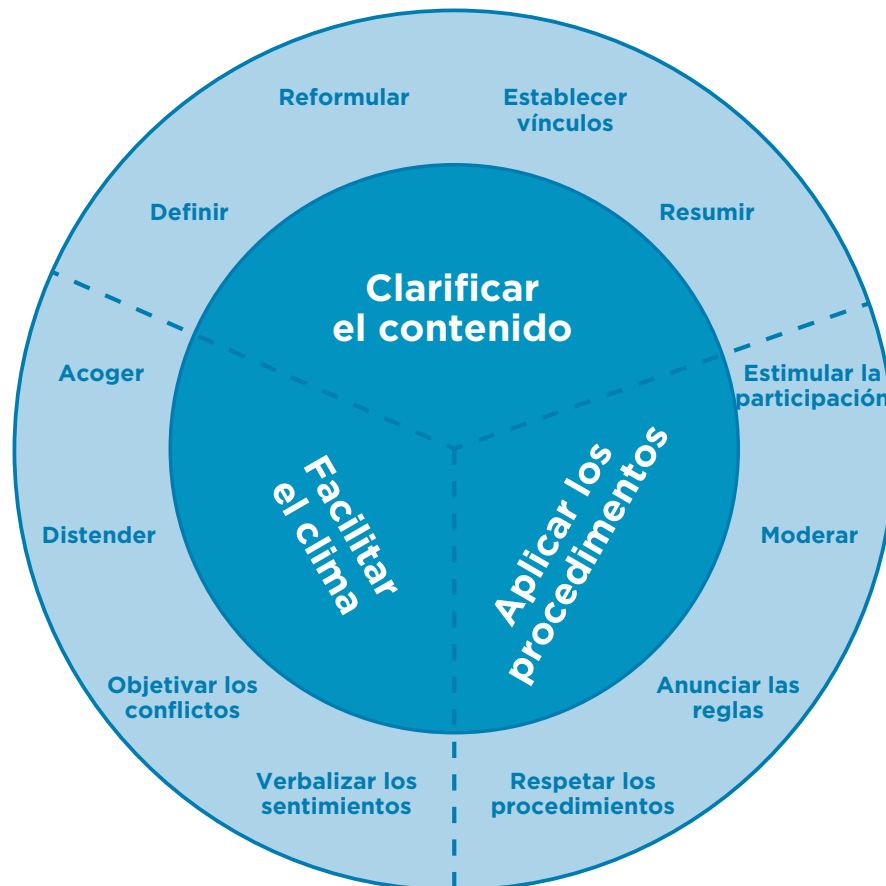 Reformular
Establecer
vínculos
Definir
Resumir
Clarificar
el contenido
Acoger
Estimular la
participación
Facilitar
el clima
Aplicar los
procedimentos
Distender
Moderar
Objetivar los
conflictos
Anunciar las
reglas
Verbalizar los
sentimientos
Respetar los
procedimientos